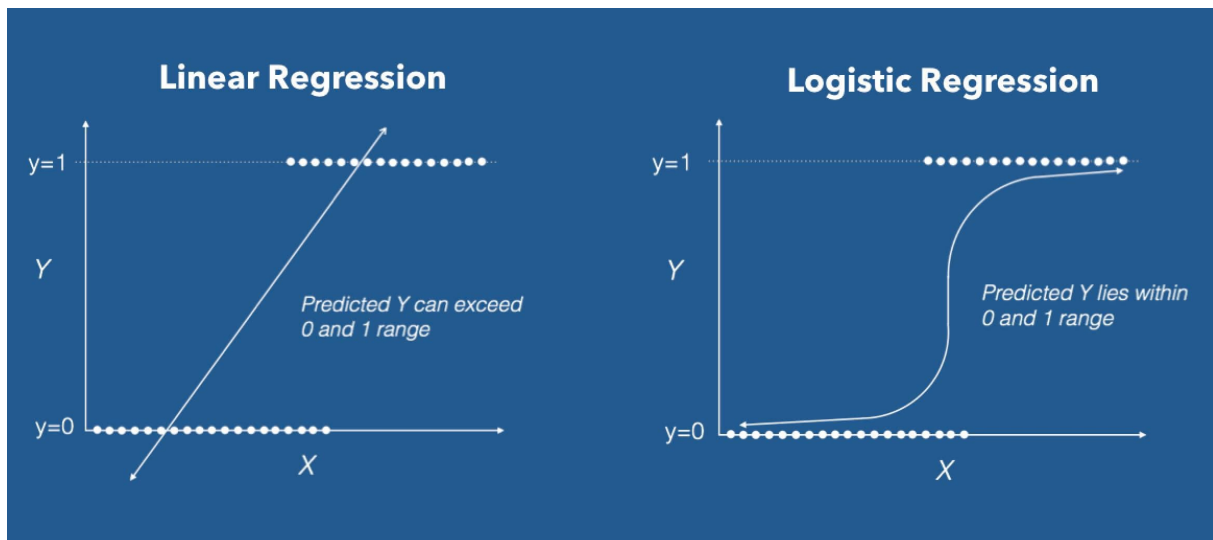 Linear Regression
y=1
Y
Predicted Y can exceed
0 and 1 range
y=0
X
Logistic Regression
y=1
Y
Predicted Y lies within
0 and 1 range
y=0
X